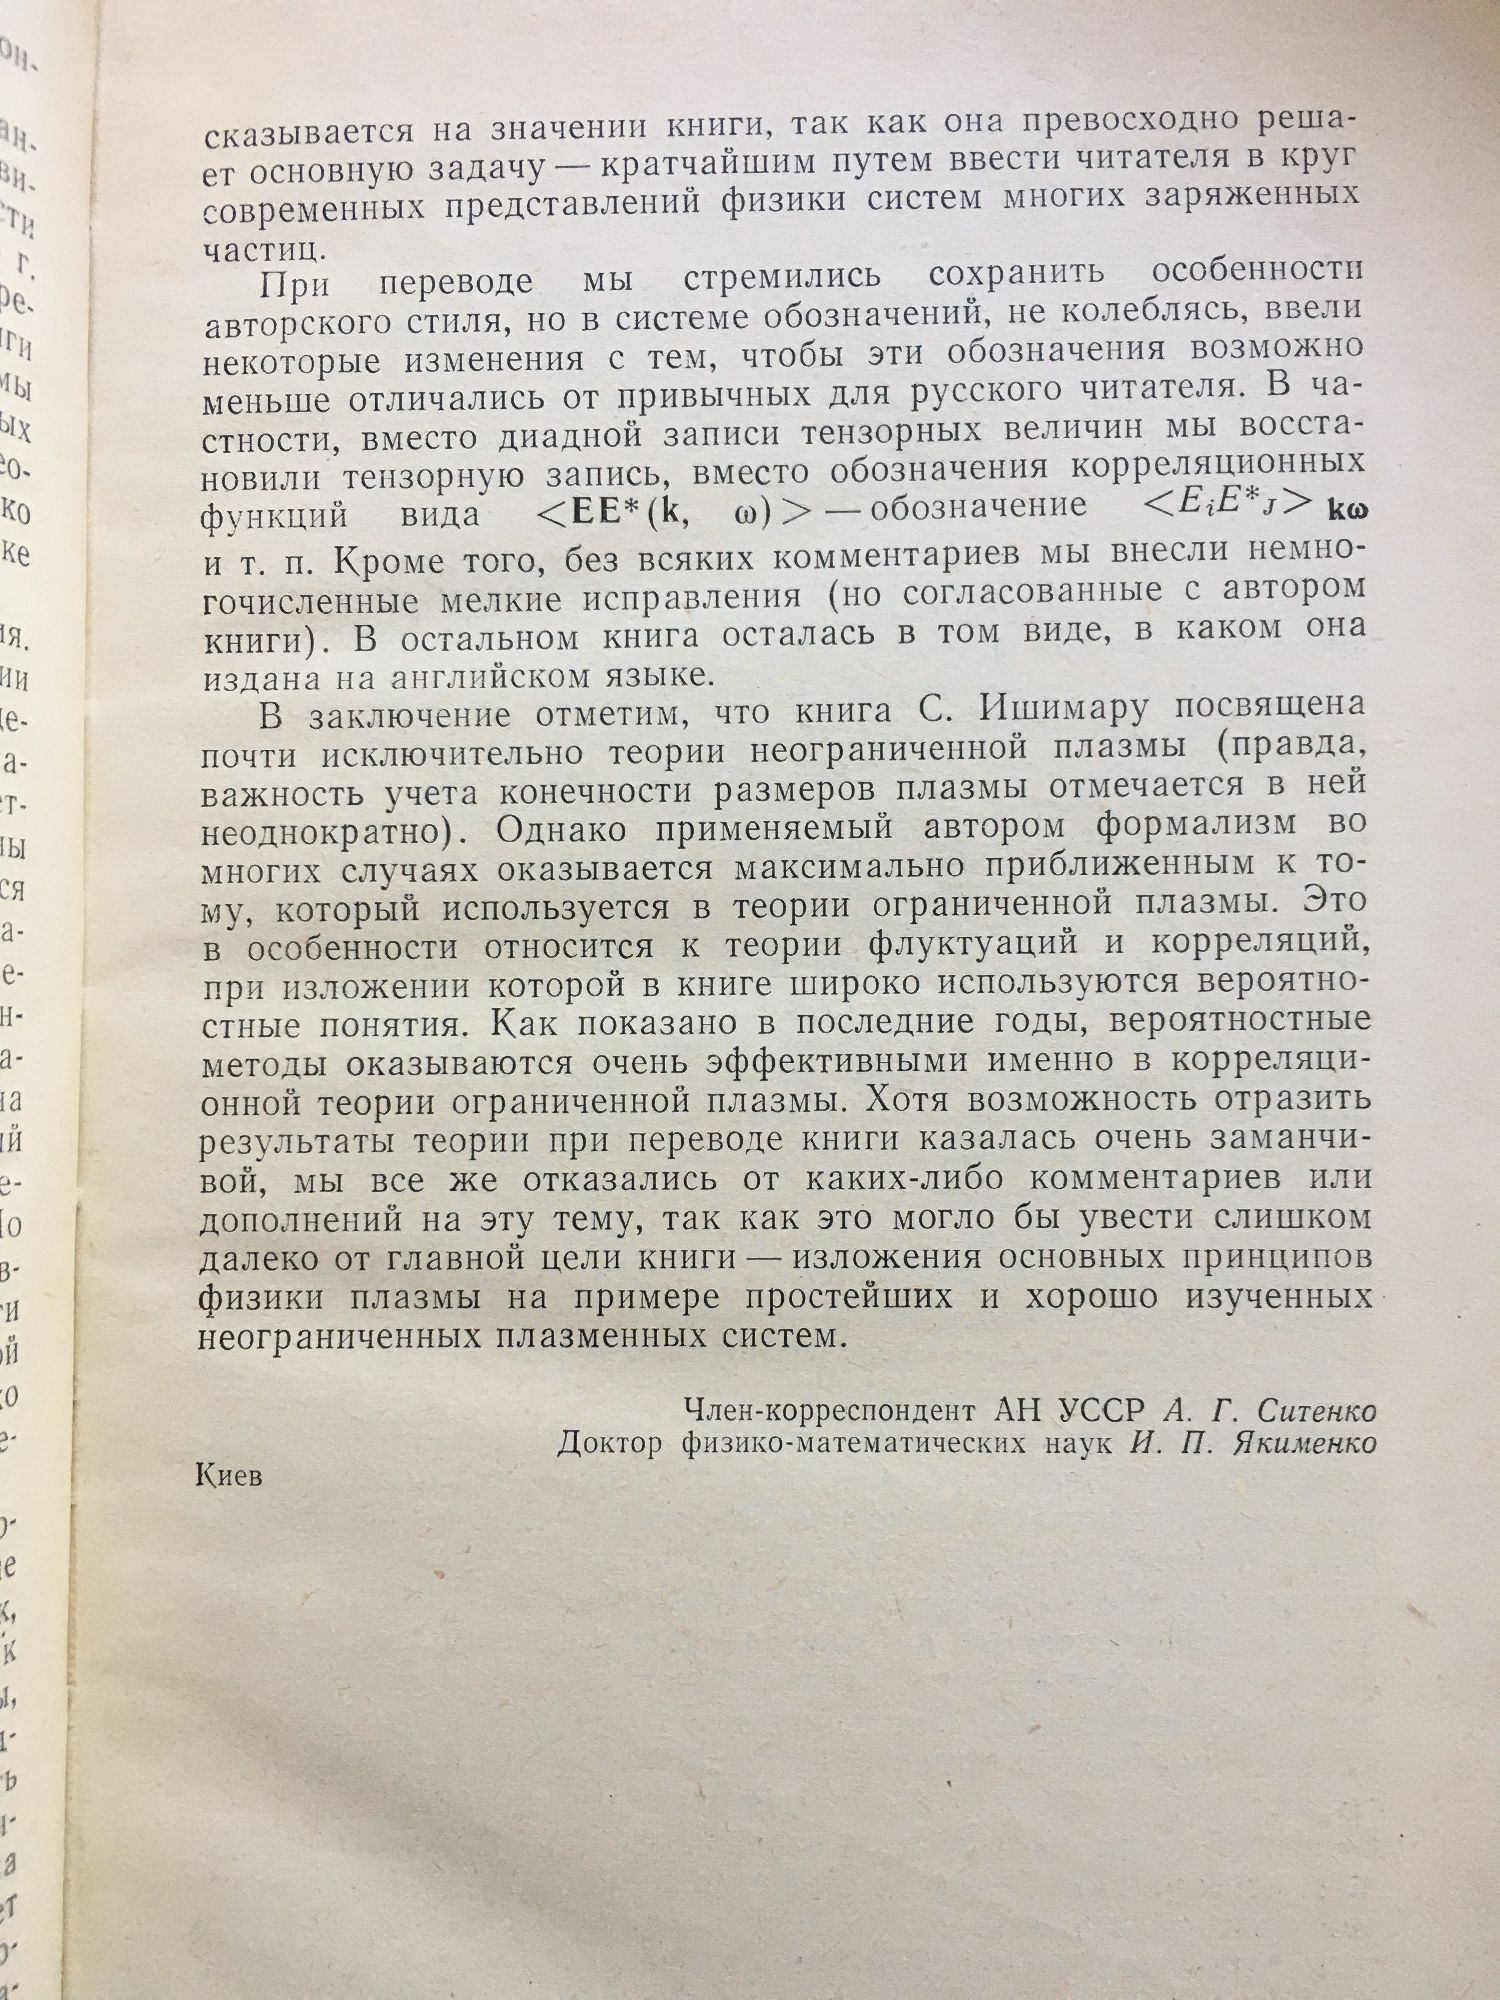 сказывается на значении книги, так как она превосходно реша-
ет основную задачу — кратчайшим путем ввести читателя в круг
современных представлений физики систем многих заряженных
частиц.
При переводе мы стремились сохранить особенности
авторского стиля, но в системе обозначений, не колеблясь, ввели
некоторые изменения с тем, чтобы эти обозначения возможно
меньше отличались от привычных для русского читателя. В ча-
стности, вместо диадной записи тензорных величин мы восста-
новили тензорную запись, вместо обозначения корреляционных
функций вида <EE*(k, ω)> — обозначение <EᵢE*ⱼ> kω
и т. п. Кроме того, без всяких комментариев мы внесли немно-
гочисленные мелкие исправления (но согласованные с автором
книги). В остальном книга осталась в том виде, в каком она
издана на английском языке.
В заключение отметим, что книга С. Ишимару посвящена
почти исключительно теории неограниченной плазмы (правда,
важность учета конечности размеров плазмы отмечается в ней
неоднократно). Однако применяемый автором формализм во
многих случаях оказывается максимально приближенным к то-
му, который используется в теории ограниченной плазмы. Это
в особенности относится к теории флуктуаций и корреляций,
при изложении которой в книге широко используются вероятно-
стные понятия. Как показано в последние годы, вероятностные
методы оказываются очень эффективными именно в корреляци-
онной теории ограниченной плазмы. Хотя возможность отразить
результаты теории при переводе книги казалась очень заманчи-
вой, мы все же отказались от каких-либо комментариев или
дополнений на эту тему, так как это могло бы увести слишком
далеко от главной цели книги — изложения основных принципов
физики плазмы на примере простейших и хорошо изученных
неограниченных плазменных систем.
Член-корреспондент АН УССР А. Г. Ситенко
Доктор физико-математических наук И. П. Якименко
Киев